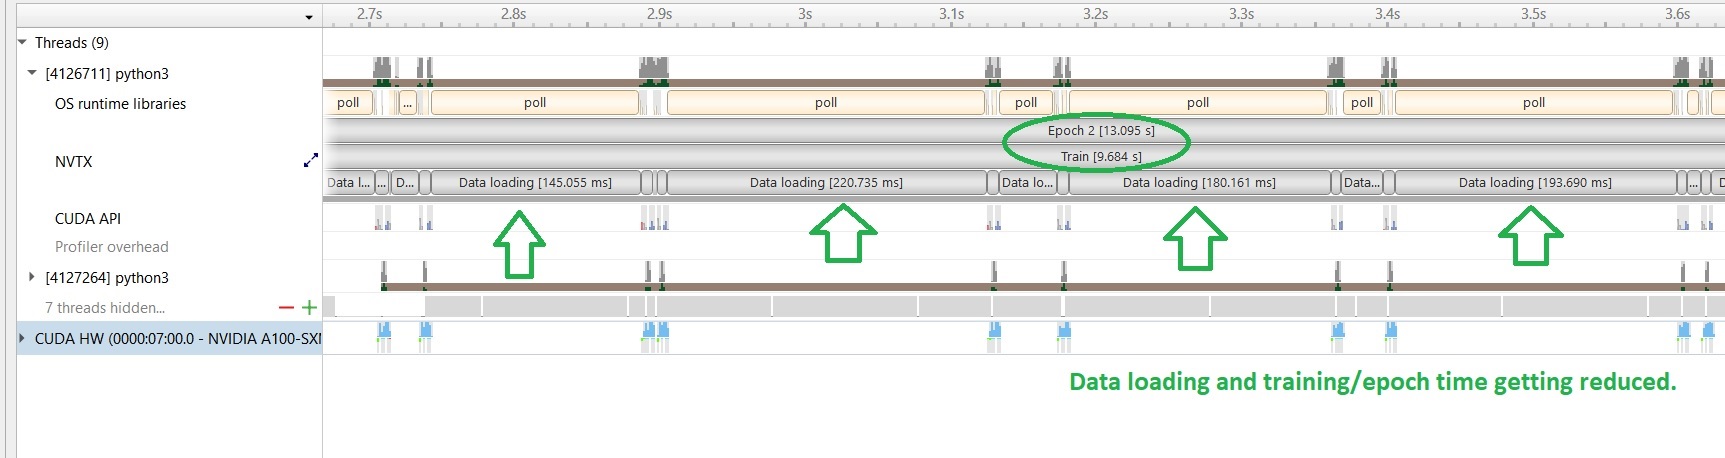 2.7s 2.8s 2.9s 3s 3.1s 3.2s 3.3s 3.4s 3.5s 3.6s
Threads (9)
[4126711] python3
OS runtime libraries poll ... poll poll poll poll poll poll
Epoch 2 [13.095 s]
Train [9.684 s]
NVTX
Data l... ... D... Data loading [145.055 ms] Data loading [220.735 ms] Data lo... Data loading [180.161 ms] Data... Data loading [193.690 ms] ... D
CUDA API
Profiler overhead
[4127264] python3
7 threads hidden...
CUDA HW (0000:07:00.0 - NVIDIA A100-SXM
Data loading and training/epoch time getting reduced.